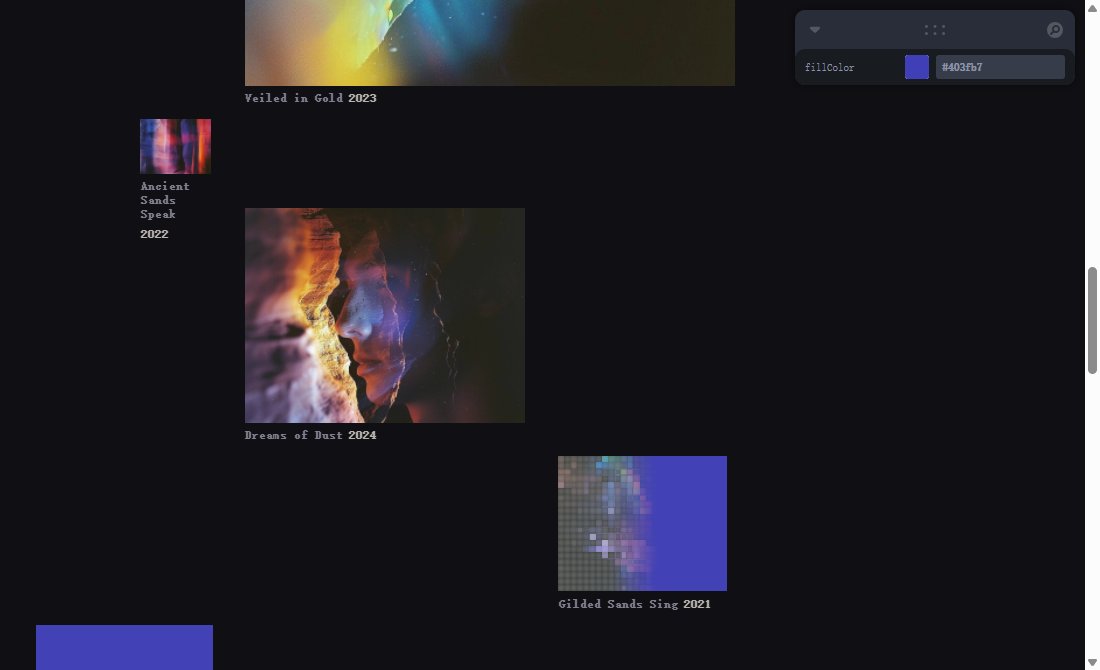 fillColor #403fb7
Veiled in Gold 2023
Ancient
Sands
Speak
2022
Dreams of Dust 2024
Gilded Sands Sing 2021